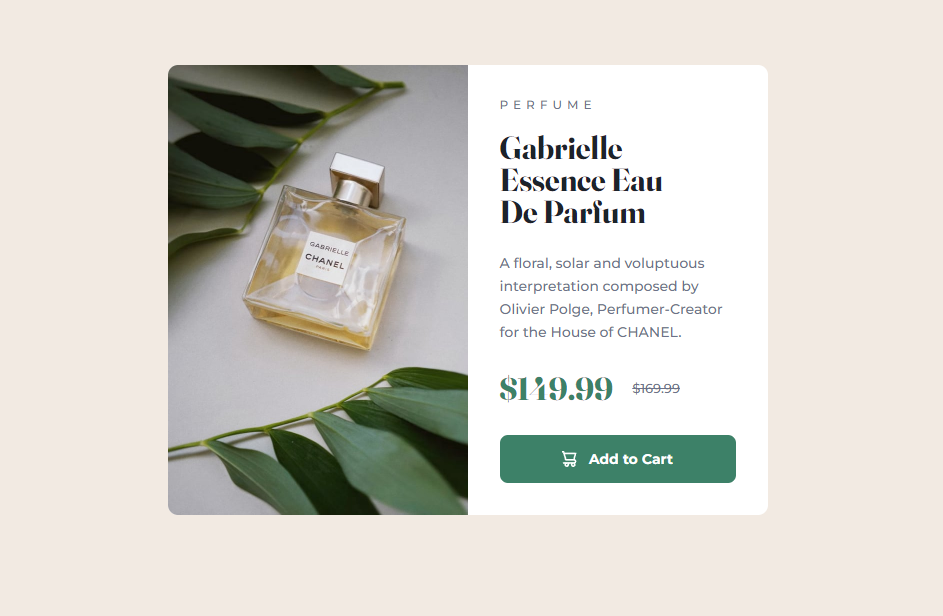 GABRIELLE
CHANEL
PARIS
PERFUME
Gabrielle
Essence Eau
De Parfum
A floral, solar and voluptuous
interpretation composed by
Olivier Polge, Perfumer-Creator
for the House of CHANEL.
$149.99 $169.99
Add to Cart